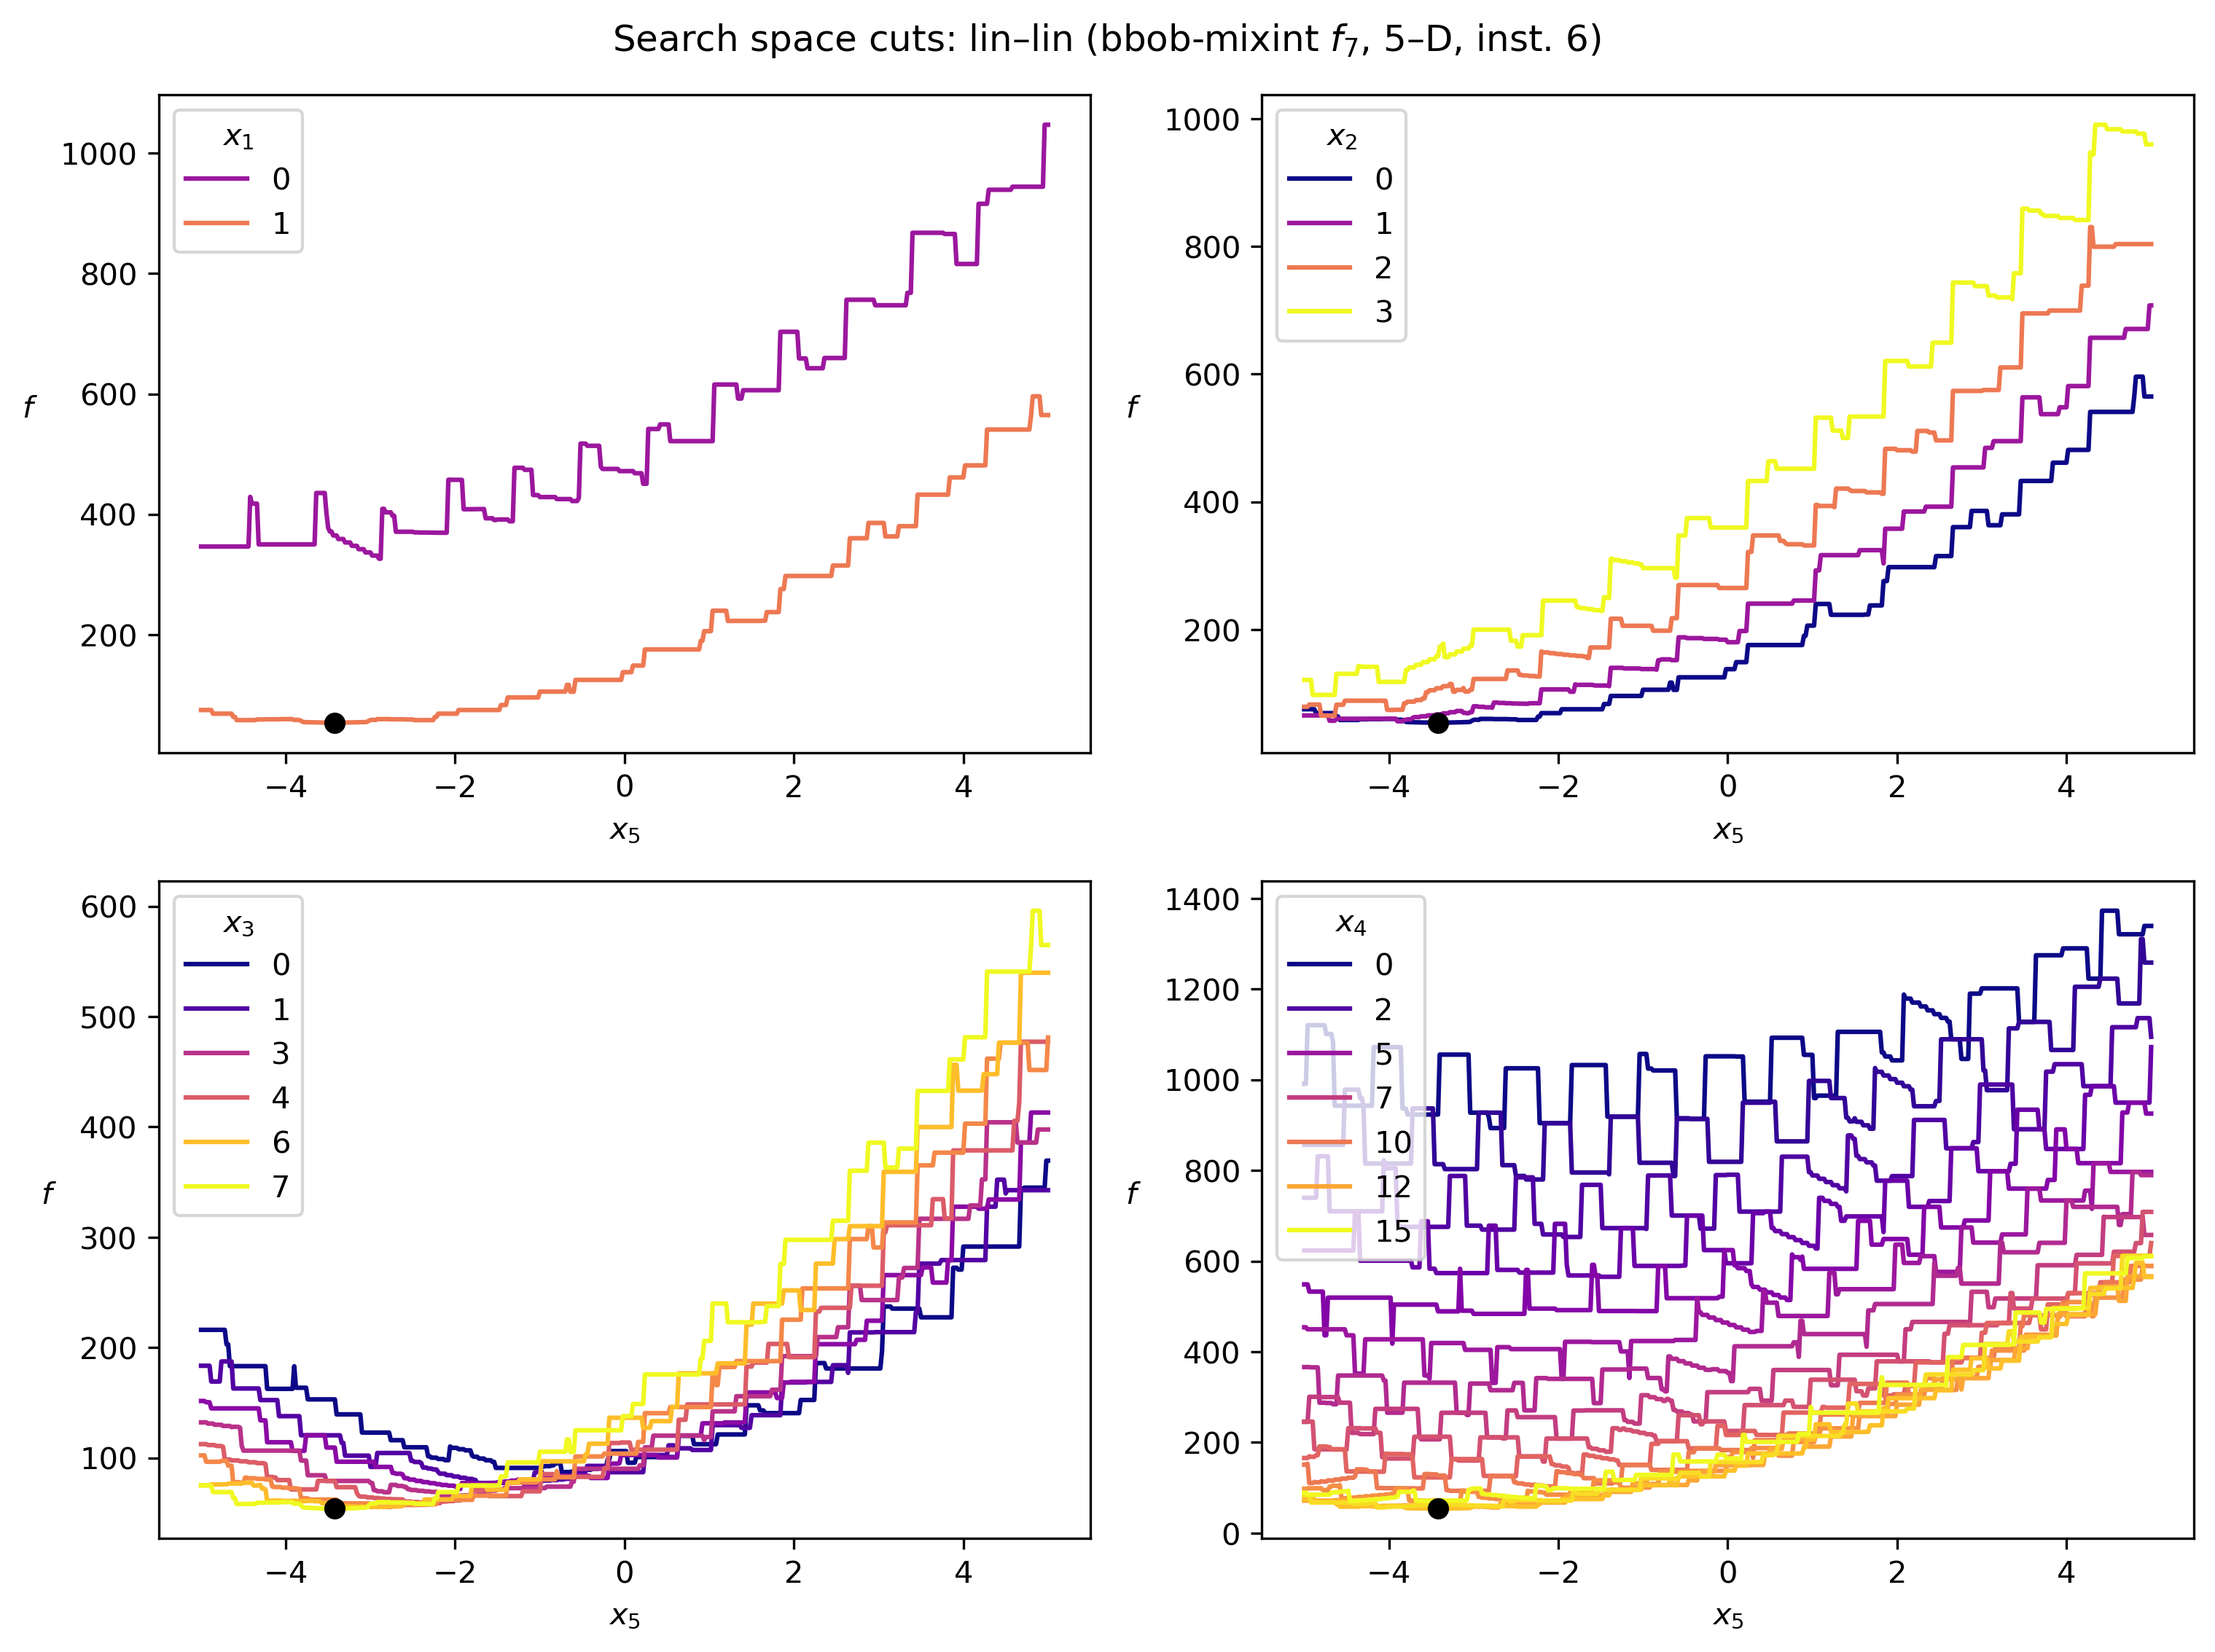 Search space cuts: lin–lin (bbob-mixint f₇, 5–D, inst. 6)
x₁
0
1
1000
800
600
400
200
f
−4 −2 0 2 4
x₅
x₂
0
1
2
3
1000
800
600
400
200
f
−4 −2 0 2 4
x₅
x₃
0
1
3
4
6
7
600
500
400
300
200
100
f
−4 −2 0 2 4
x₅
x₄
0
2
5
7
10
12
15
1400
1200
1000
800
600
400
200
0
f
−4 −2 0 2 4
x₅